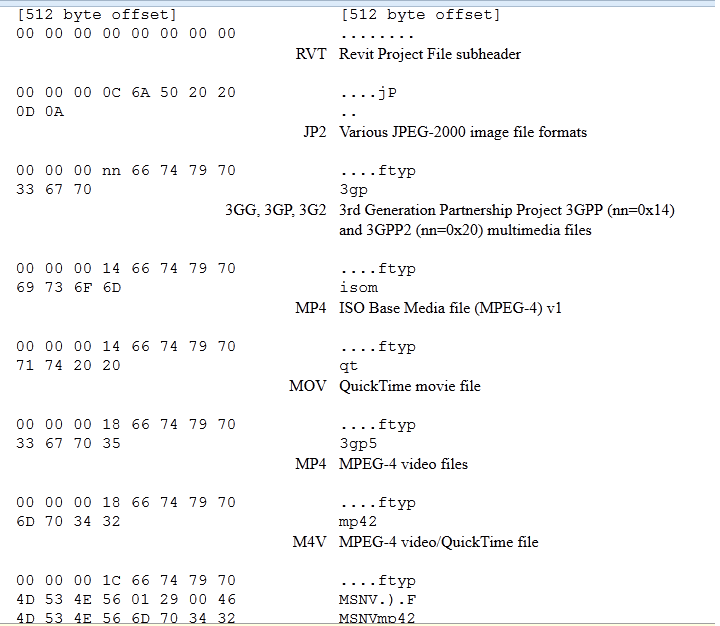 [512 byte offset] [512 byte offset]
00 00 00 00 00 00 00 00 ........
RVT Revit Project File subheader
00 00 00 0C 6A 50 20 20 ....jP
0D 0A ..
JP2 Various JPEG-2000 image file formats
00 00 00 nn 66 74 79 70 ....ftyp
33 67 70 3gp
3GG, 3GP, 3G2 3rd Generation Partnership Project 3GPP (nn=0x14)
and 3GPP2 (nn=0x20) multimedia files
00 00 00 14 66 74 79 70 ....ftyp
69 73 6F 6D isom
MP4 ISO Base Media file (MPEG-4) v1
00 00 00 14 66 74 79 70 ....ftyp
71 74 20 20 qt
MOV QuickTime movie file
00 00 00 18 66 74 79 70 ....ftyp
33 67 70 35 3gp5
MP4 MPEG-4 video files
00 00 00 18 66 74 79 70 ....ftyp
6D 70 34 32 mp42
M4V MPEG-4 video/QuickTime file
00 00 00 1C 66 74 79 70 ....ftyp
4D 53 4E 56 01 29 00 46 MSNV.).F
4D 53 4E 56 6D 70 34 32 MSNVmp42